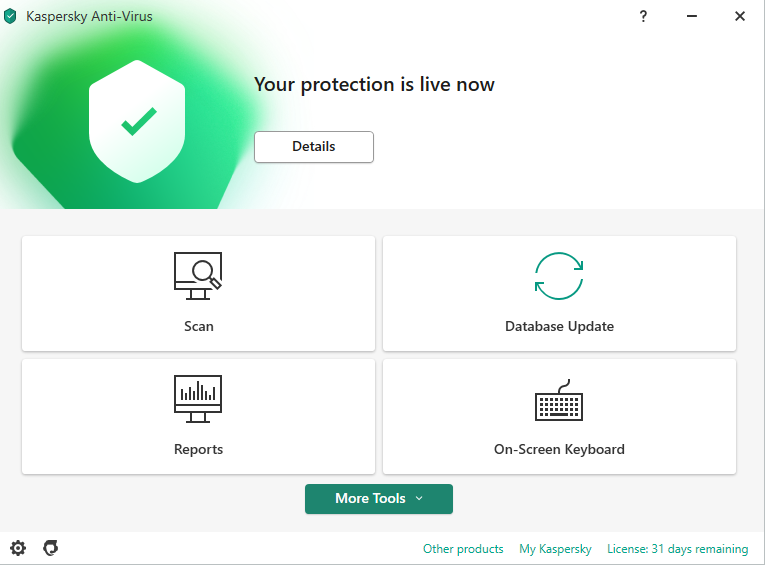 Kaspersky Anti-Virus
?
Your protection is live now
Details
Scan
Database Update
Reports
On-Screen Keyboard
More Tools
Other products
My Kaspersky
License: 31 days remaining